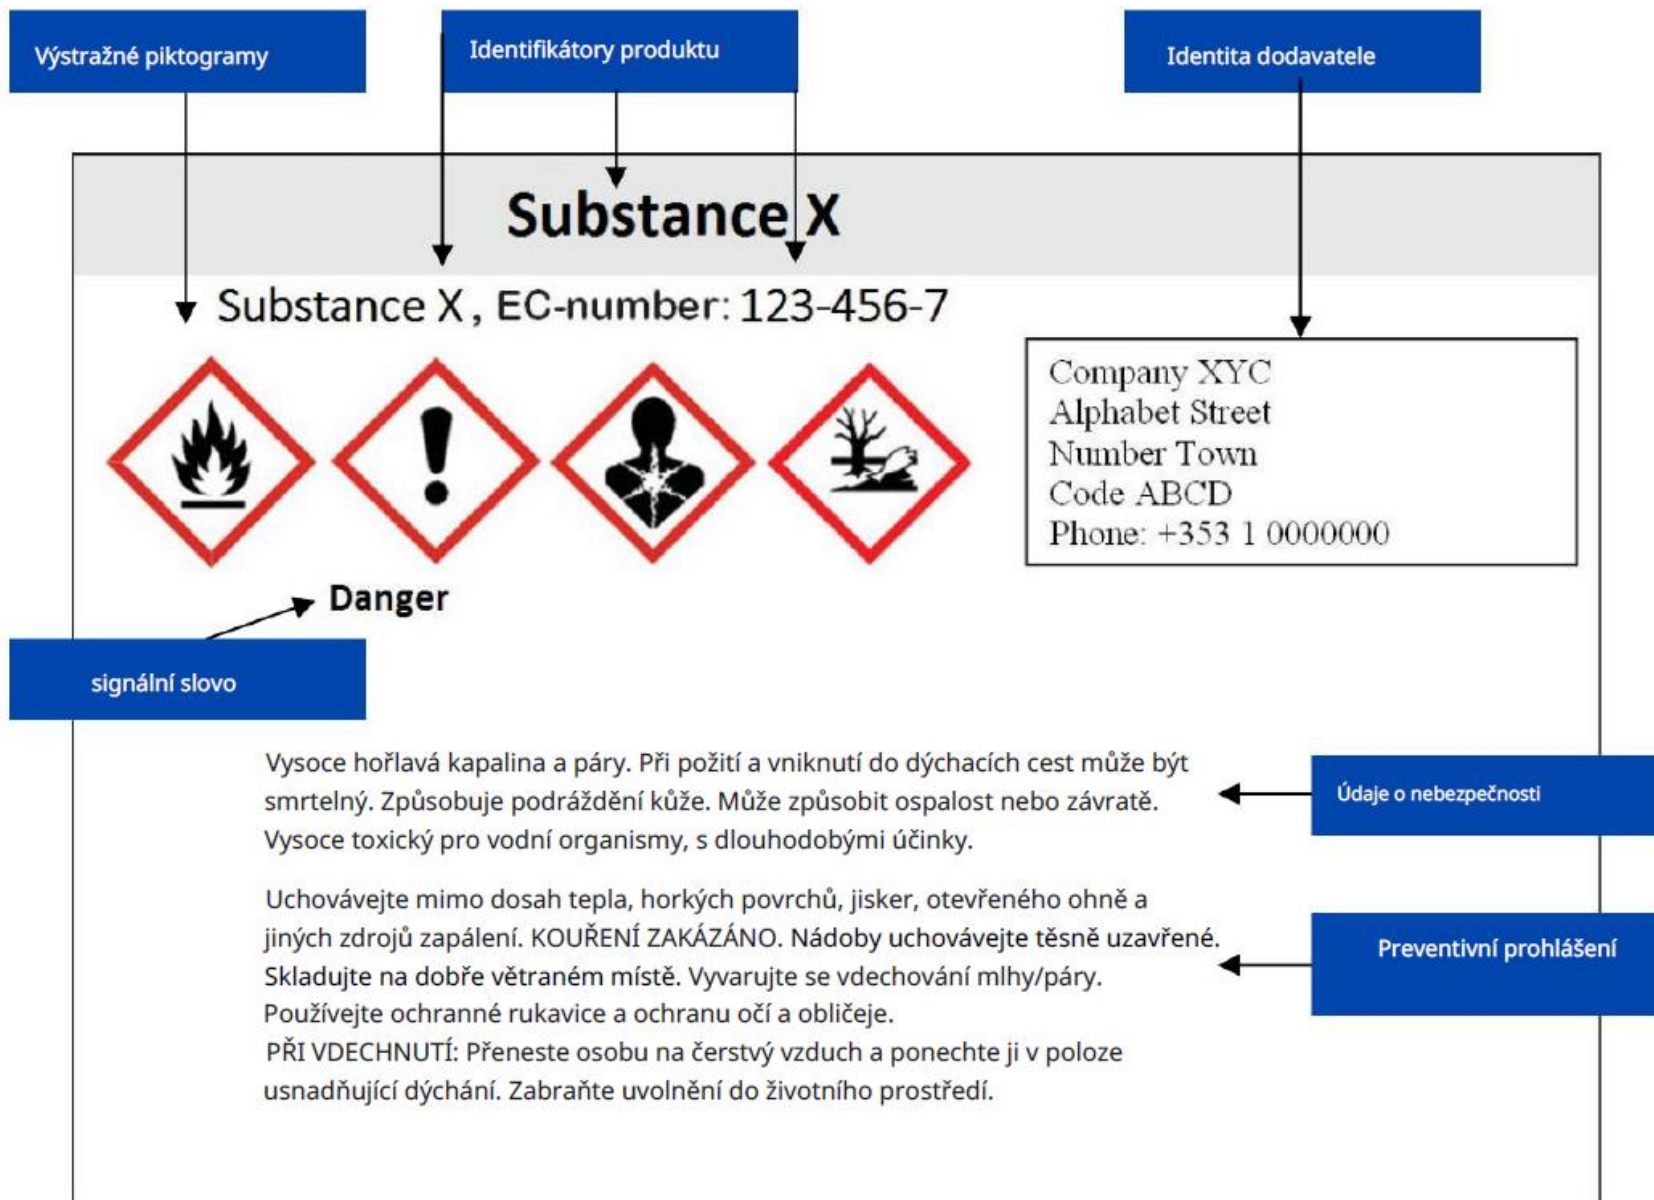 Výstražné piktogramy
Identifikátory produktu
Identita dodavatele
Substance X
Substance X, EC-number: 123-456-7
Company XYC
Alphabet Street
Number Town
Code ABCD
Phone: +353 1 0000000
Danger
signální slovo
Vysoce hořlavá kapalina a páry. Při požití a vniknutí do dýchacích cest může být
smrtelný. Způsobuje podráždění kůže. Může způsobit ospalost nebo závratě.
Vysoce toxický pro vodní organismy, s dlouhodobými účinky.
Údaje o nebezpečnosti
Uchovávejte mimo dosah tepla, horkých povrchů, jisker, otevřeného ohně a
jiných zdrojů zapálení. KOUŘENÍ ZAKÁZÁNO. Nádoby uchovávejte těsně uzavřené.
Skladujte na dobře větraném místě. Vyvarujte se vdechování mlhy/páry.
Používejte ochranné rukavice a ochranu očí a obličeje.
PŘI VDECHNUTÍ: Přeneste osobu na čerstvý vzduch a ponechte ji v poloze
usnadňující dýchání. Zabraňte uvolnění do životního prostředí.
Preventivní prohlášení